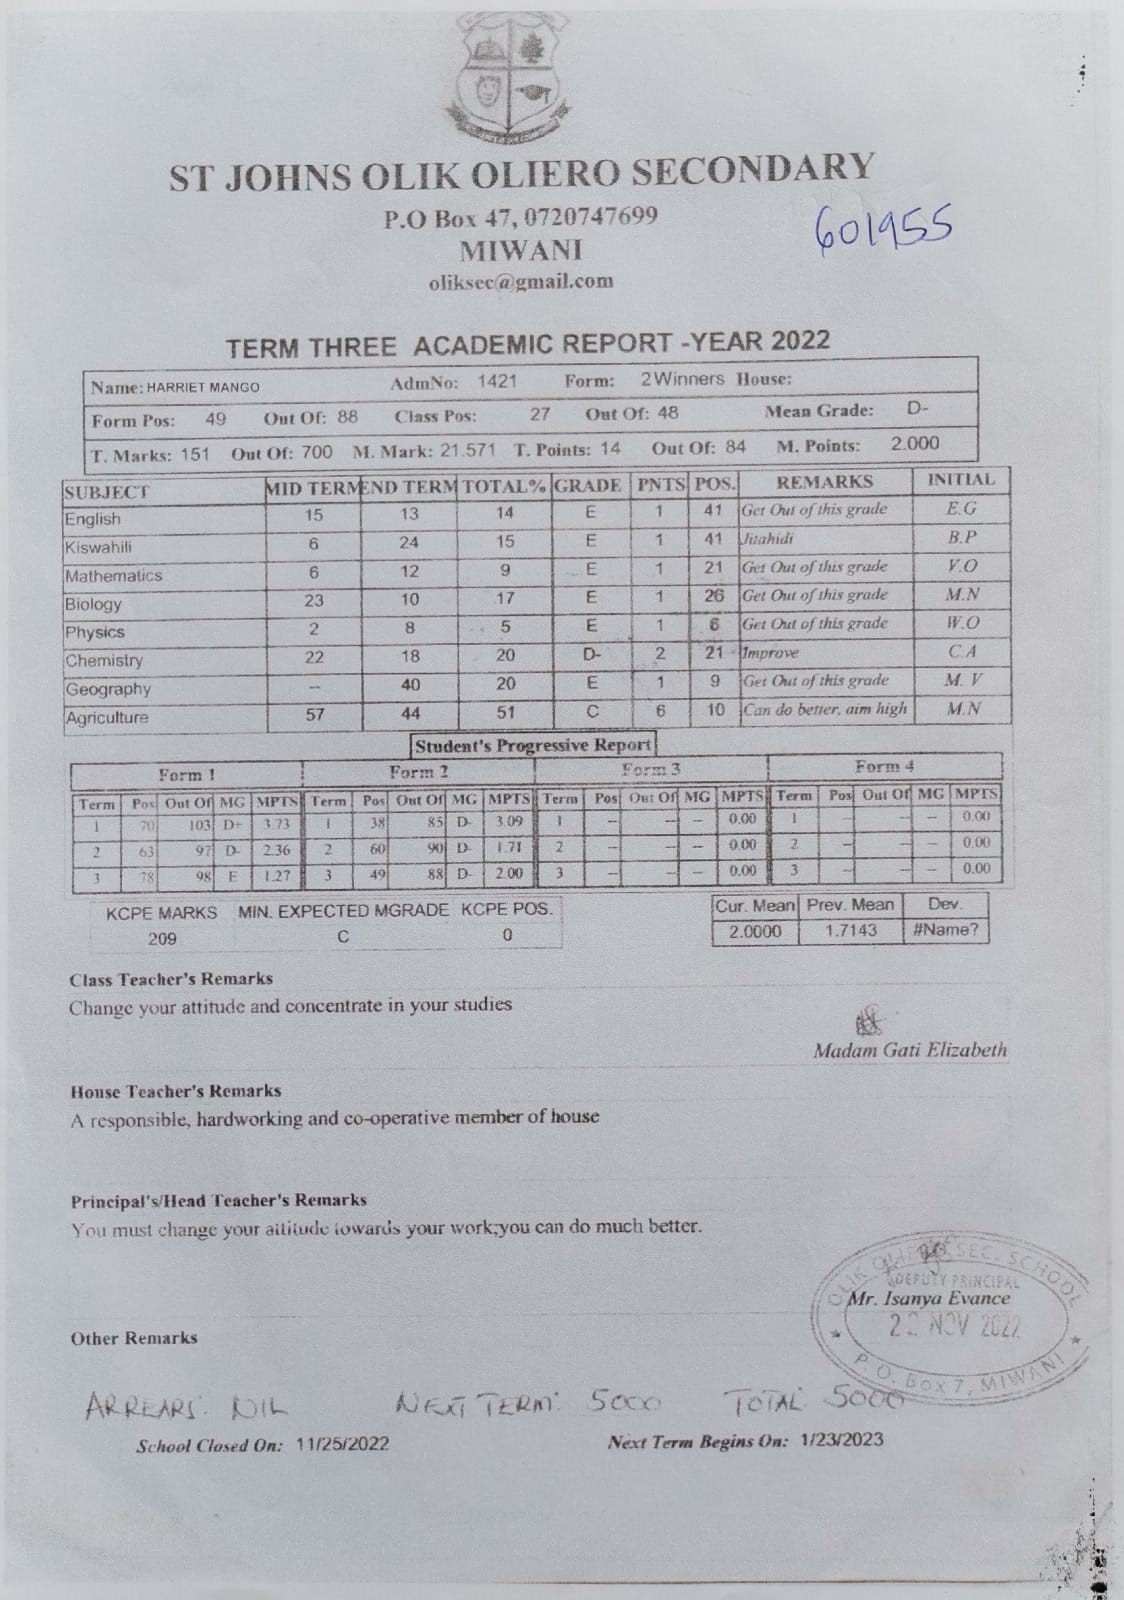 ST JOHNS OLIK OLIERO SECONDARY
P.O Box 47, 0720747699
601955
MIWANI
oliksec@gmail.com
TERM THREE ACADEMIC REPORT -YEAR 2022
Name: HARRIET MANGO AdmNo: 1421 Form: 2 Winners House:
Form Pos: 49 Out Of: 88 Class Pos: 27 Out Of: 48 Mean Grade: D-
T. Marks: 151 Out Of: 700 M. Mark: 21.571 T. Points: 14 Out Of: 84 M. Points: 2.000
SUBJECT MID TERM END TERM TOTAL% GRADE PNTS POS. REMARKS INITIAL
English 15 13 14 E 1 41 Get Out of this grade E.G
Kiswahili 6 24 15 E 1 41 Jitahidi B.P
Mathematics 6 12 9 E 1 21 Get Out of this grade V.O
Biology 23 10 17 E 1 26 Get Out of this grade M.N
Physics 2 8 5 E 1 6 Get Out of this grade W.O
Chemistry 22 18 20 D- 2 21 Improve C.A
Geography -- 40 20 E 1 9 Get Out of this grade M. V
Agriculture 57 44 51 C 6 10 Can do better, aim high M.N
Student's Progressive Report
Form 1 Form 2 Form 3 Form 4
Term Pos Out Of MG MPTS Term Pos Out Of MG MPTS Term Pos Out Of MG MPTS Term Pos Out Of MG MPTS
1 70 103 D+ 3.73 1 38 85 D- 3.09 1 -- -- -- 0.00 1 -- -- -- 0.00
2 63 97 D- 2.36 2 60 90 D- 1.71 2 -- -- -- 0.00 2 -- -- -- 0.00
3 78 98 E 1.27 3 49 88 D- 2.00 3 -- -- -- 0.00 3 -- -- -- 0.00
KCPE MARKS MIN. EXPECTED MGRADE KCPE POS. Cur. Mean Prev. Mean Dev.
209 C 0 2.0000 1.7143 #Name?
Class Teacher's Remarks
Change your attitude and concentrate in your studies
Madam Gati Elizabeth
House Teacher's Remarks
A responsible, hardworking and co-operative member of house
Principal's/Head Teacher's Remarks
You must change your attitude towards your work;you can do much better.
OLIK OLIERO SEC. SCHOOL
DEPUTY PRINCIPAL
Mr. Isanya Evance
NOV 2022
P. O. Box 7, MIWANI
Other Remarks
ARREARS: NIL NEXT TERM: 5000 TOTAL: 5000
School Closed On: 11/25/2022 Next Term Begins On: 1/23/2023